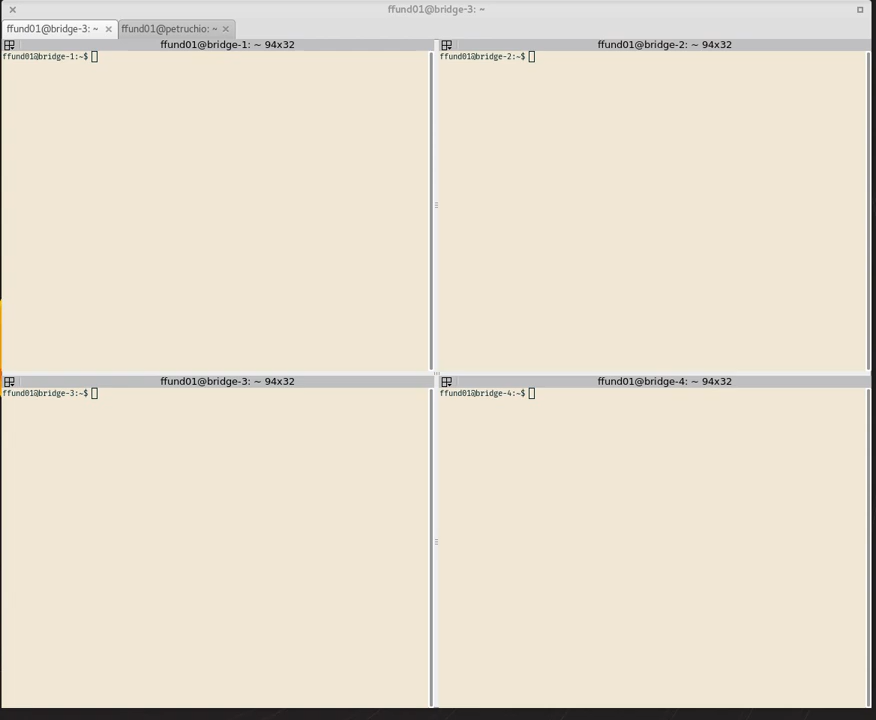 ffund01@bridge-3: ~
ffund01@bridge-3: ~ ×
ffund01@petruchio: ~ ×
ffund01@bridge-1: ~ 94x32
ffund01@bridge-1:~$
ffund01@bridge-2: ~ 94x32
ffund01@bridge-2:~$
ffund01@bridge-3: ~ 94x32
ffund01@bridge-3:~$
ffund01@bridge-4: ~ 94x32
ffund01@bridge-4:~$